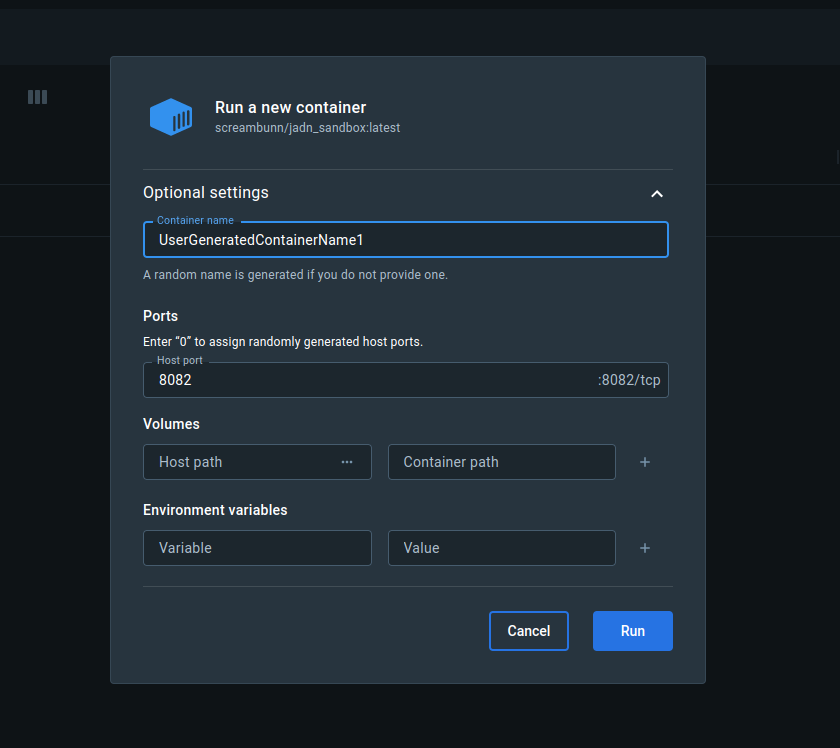 Run a new container
screambunn/jadn_sandbox:latest
Optional settings
Container name
UserGeneratedContainerName1
A random name is generated if you do not provide one.
Ports
Enter “0” to assign randomly generated host ports.
Host port
8082 :8082/tcp
Volumes
Host path ··· Container path +
Environment variables
Variable Value +
Cancel Run